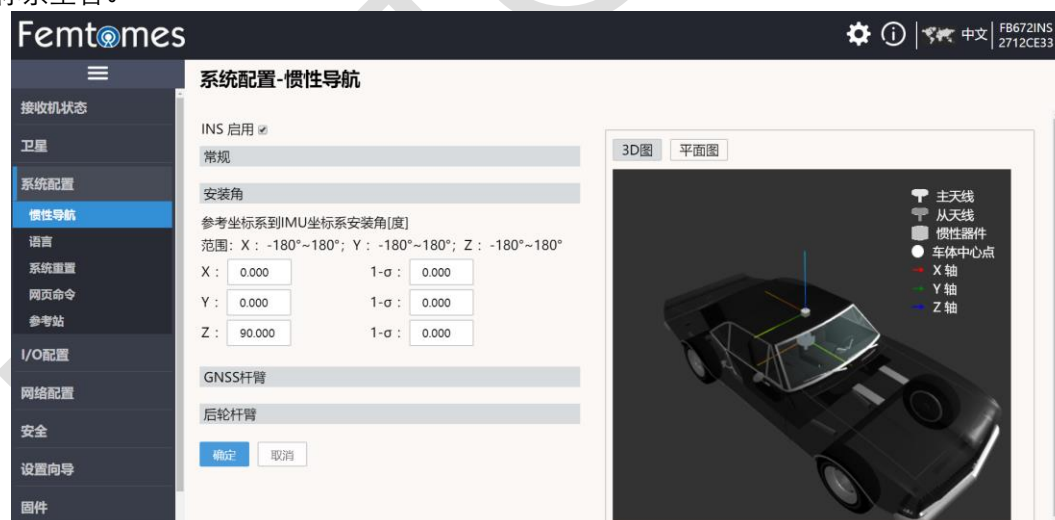 标系重合。
Femtomes
中文
FB672INS
2712CE33
接收机状态
卫星
系统配置
惯性导航
语言
系统重置
网页命令
参考站
I/O配置
网络配置
安全
设置向导
固件
系统配置-惯性导航
INS 启用
常规
安装角
参考坐标系到IMU坐标系安装角[度]
范围: X : -180°~180°; Y : -180°~180°; Z : -180°~180°
X : 0.000 1-σ : 0.000
Y : 0.000 1-σ : 0.000
Z : 90.000 1-σ : 0.000
GNSS杆臂
后轮杆臂
确定 取消
3D图 平面图
主天线
从天线
惯性器件
车体中心点
X 轴
Y 轴
Z 轴